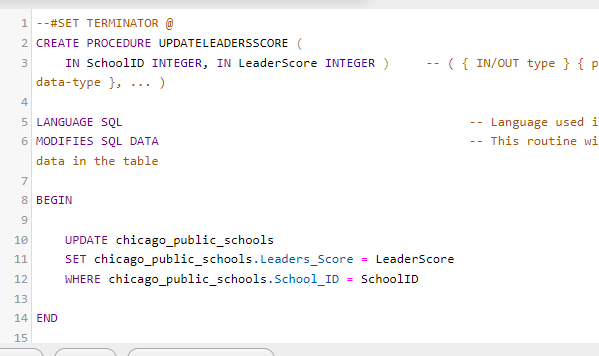 1 --#SET TERMINATOR @
2 CREATE PROCEDURE UPDATELEADERSSCORE (
3 IN SchoolID INTEGER, IN LeaderScore INTEGER ) -- ( { IN/OUT type } { p
data-type }, ... )
4
5 LANGUAGE SQL -- Language used i
6 MODIFIES SQL DATA -- This routine wi
data in the table
7
8 BEGIN
9
10 UPDATE chicago_public_schools
11 SET chicago_public_schools.Leaders_Score = LeaderScore
12 WHERE chicago_public_schools.School_ID = SchoolID
13
14 END
15